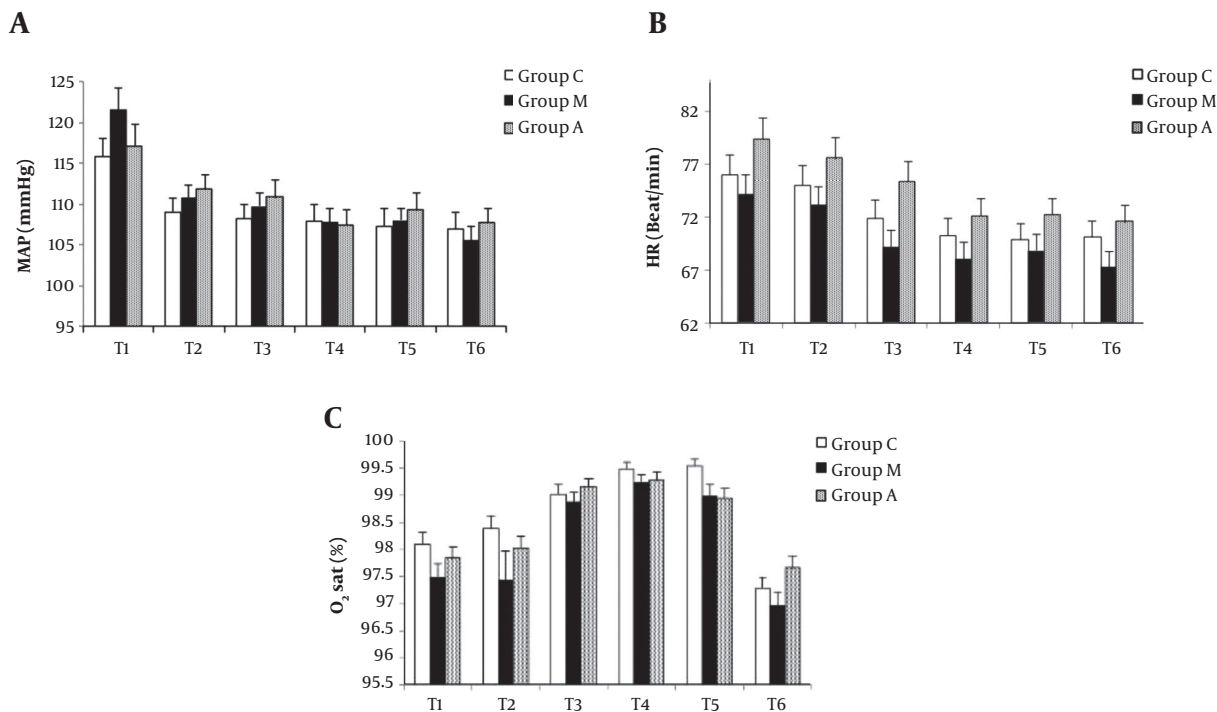 A
MAP (mmHg)
125
120
115
110
105
100
95
T1 T2 T3 T4 T5 T6
Group C
Group M
Group A
B
HR (Beat/min)
82
77
72
67
62
T1 T2 T3 T4 T5 T6
Group C
Group M
Group A
C
O₂ sat (%)
100
99.5
99
98.5
98
97.5
97
96.5
96
95.5
T1 T2 T3 T4 T5 T6
Group C
Group M
Group A